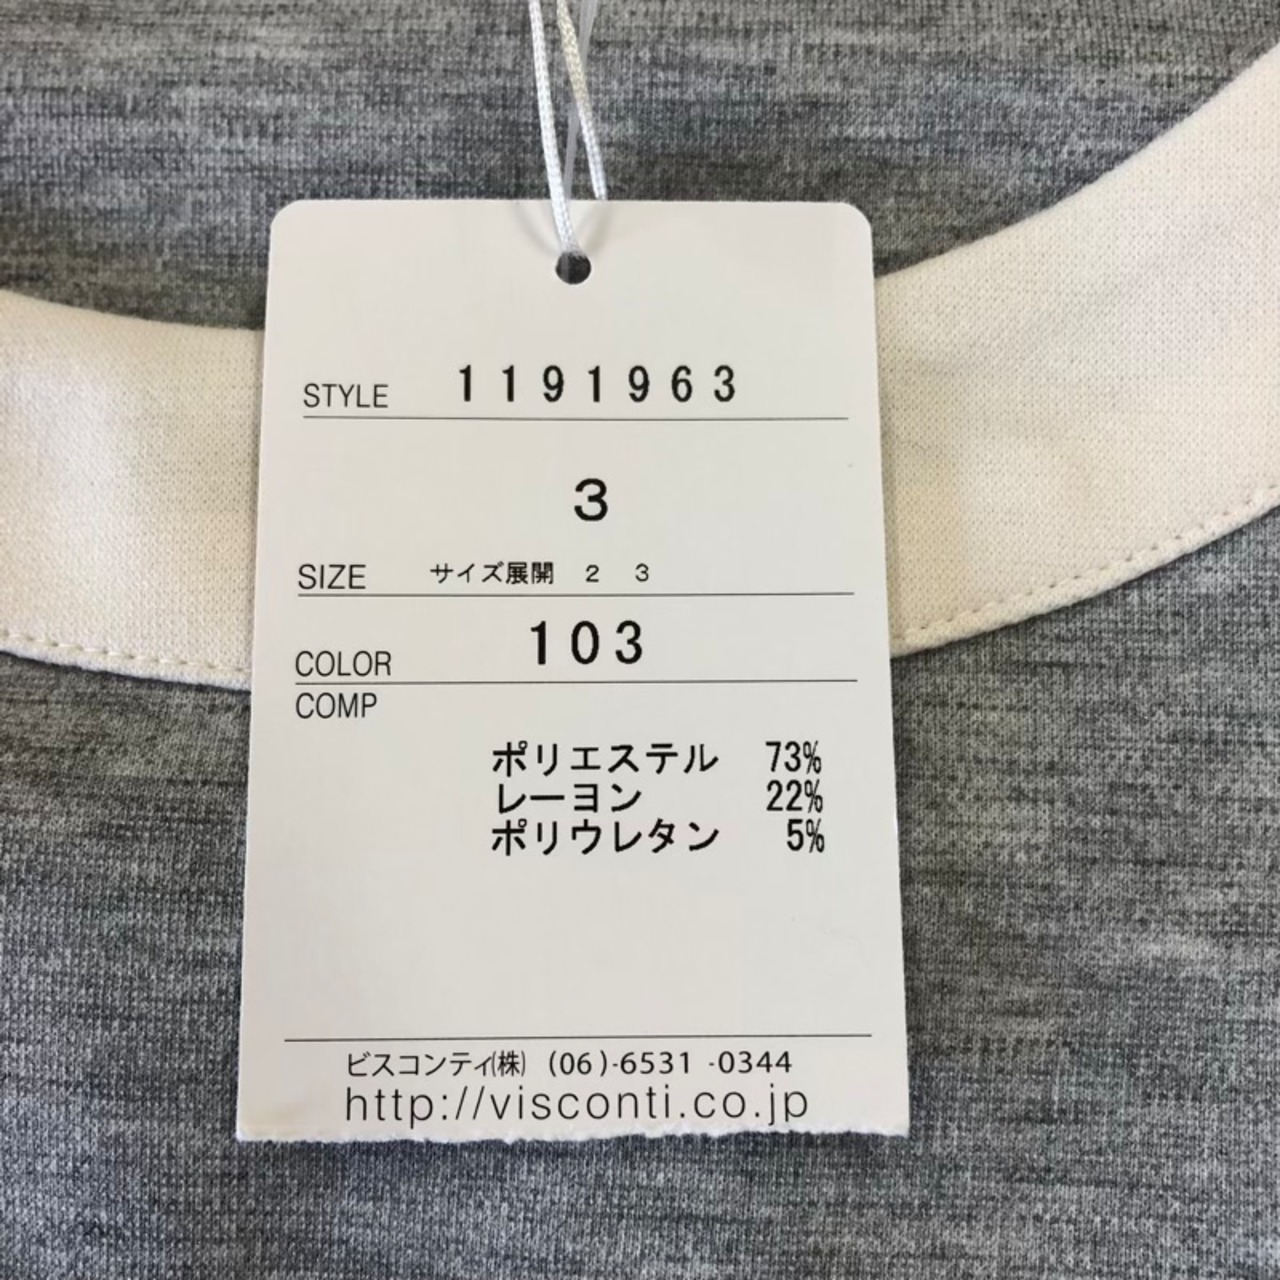 STYLE 1191963
3
SIZE サイズ展開 2 3
COLOR 103
COMP
ポリエステル 73%
レーヨン 22%
ポリウレタン 5%
ビスコンティ(株) (06)-6531 -0344
http://visconti.co.jp